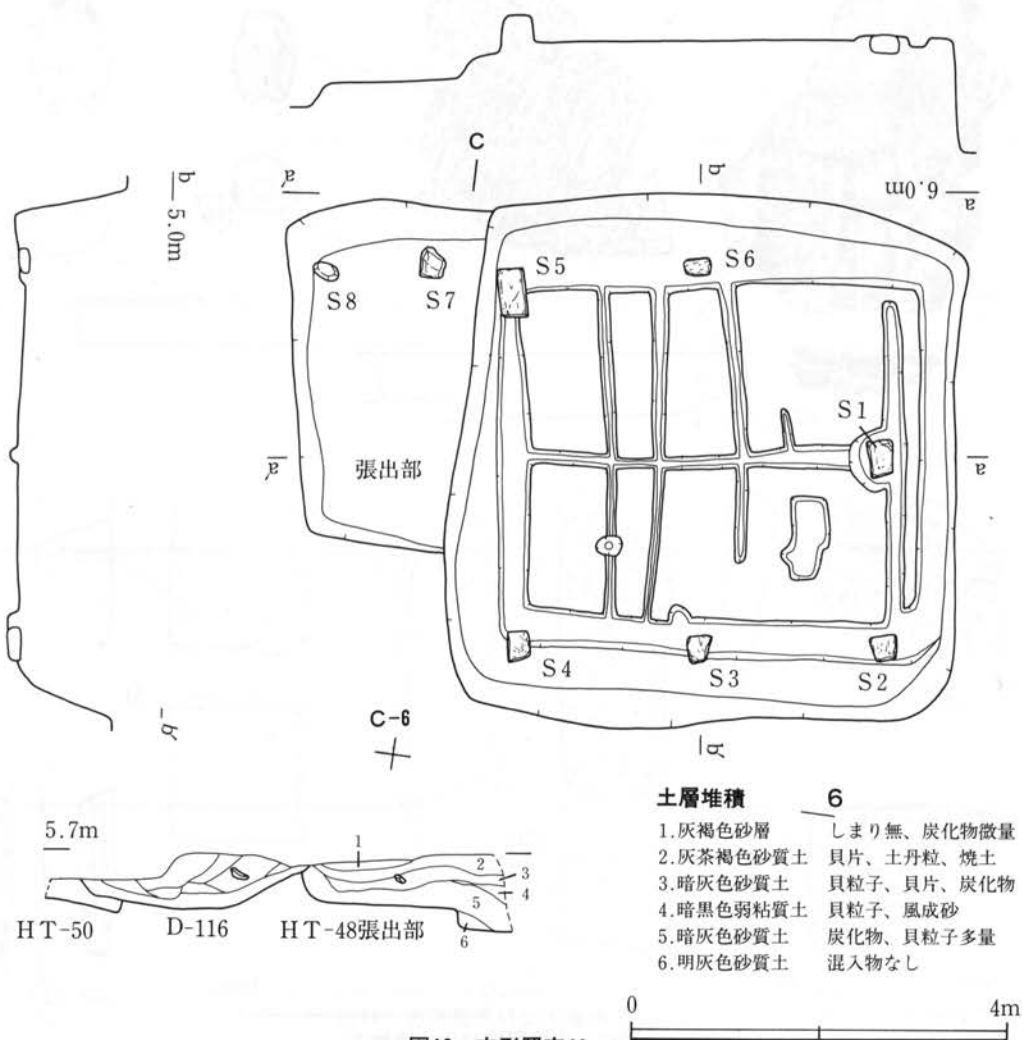 C
a'
b
6.0m
a
b
5.0m
S5
S6
S8
S7
S1
張出部
a'
a
S4
S3
S2
b'
b'
C-6
土層堆積
6
1.灰褐色砂層 しまり無、炭化物微量
2.灰茶褐色砂質土 貝片、土丹粒、焼土
3.暗灰色砂質土 貝粒子、貝片、炭化物
4.暗黒色弱粘質土 貝粒子、風成砂
5.暗灰色砂質土 炭化物、貝粒子多量
6.明灰色砂質土 混入物なし
5.7m
1
2
3
4
5
6
HT-50
D-116
HT-48張出部
0
4m